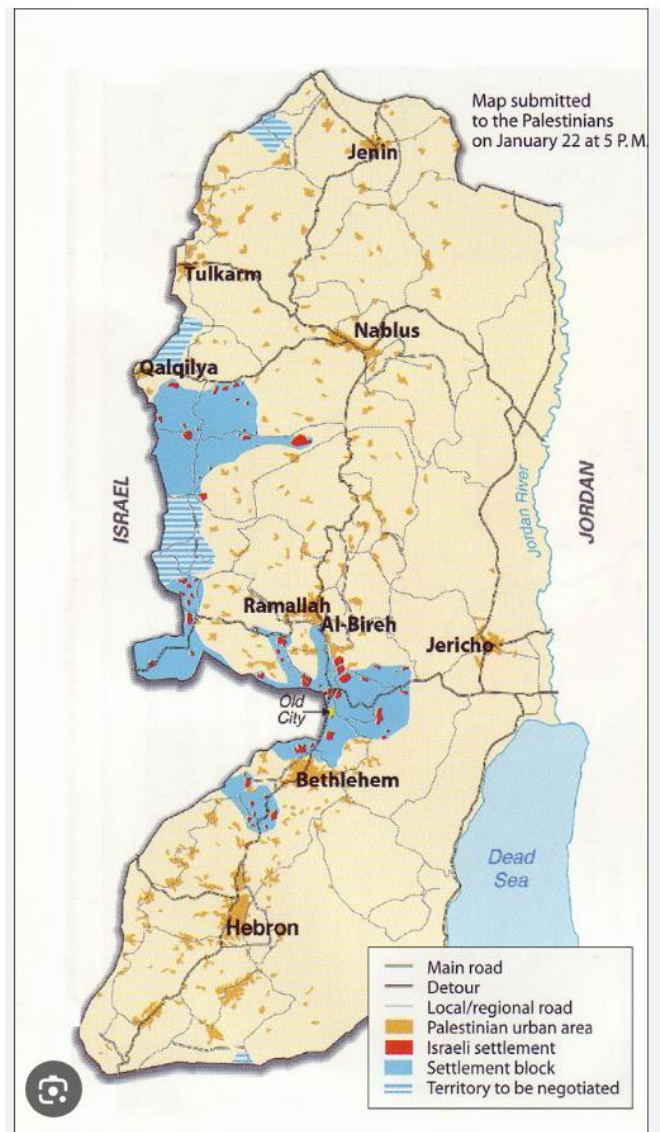 Map submitted
to the Palestinians
on January 22 at 5 P.M.
Jenin
Tulkarm
Nablus
Qalqilya
ISRAEL
Jordan River
JORDAN
Ramallah
Al-Bireh
Jericho
Old
City
Bethlehem
Dead
Sea
Hebron
Main road
Detour
Local/regional road
Palestinian urban area
Israeli settlement
Settlement block
Territory to be negotiated